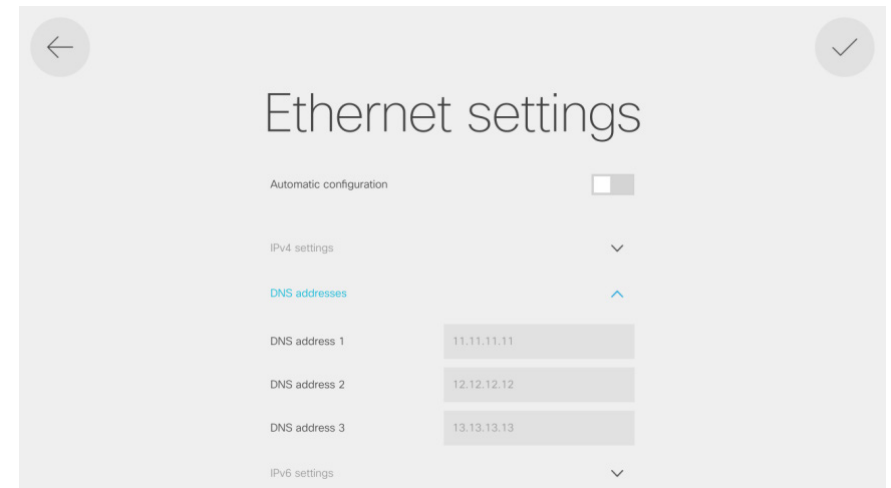 Ethernet settings
Automatic configuration
IPv4 settings
DNS addresses
DNS address 1 11.11.11.11
DNS address 2 12.12.12.12
DNS address 3 13.13.13.13
IPv6 settings